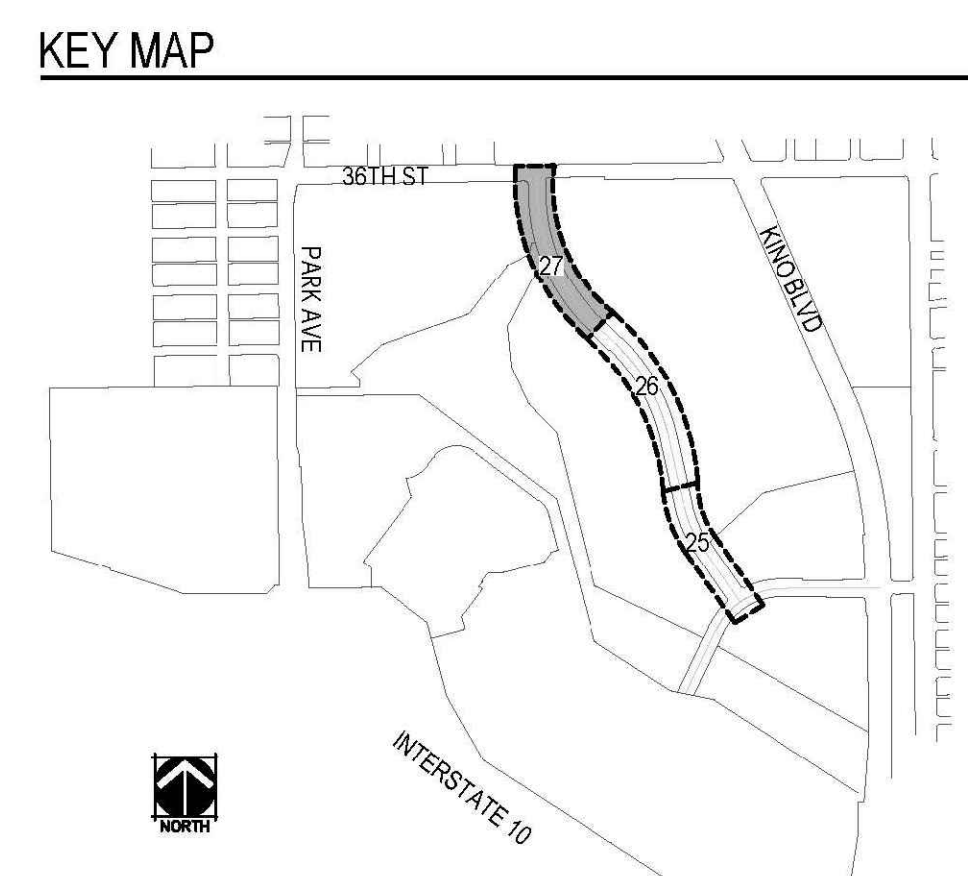 KEY MAP
36TH ST
PARK AVE
KINO BLVD
27
26
25
INTERSTATE 10
NORTH